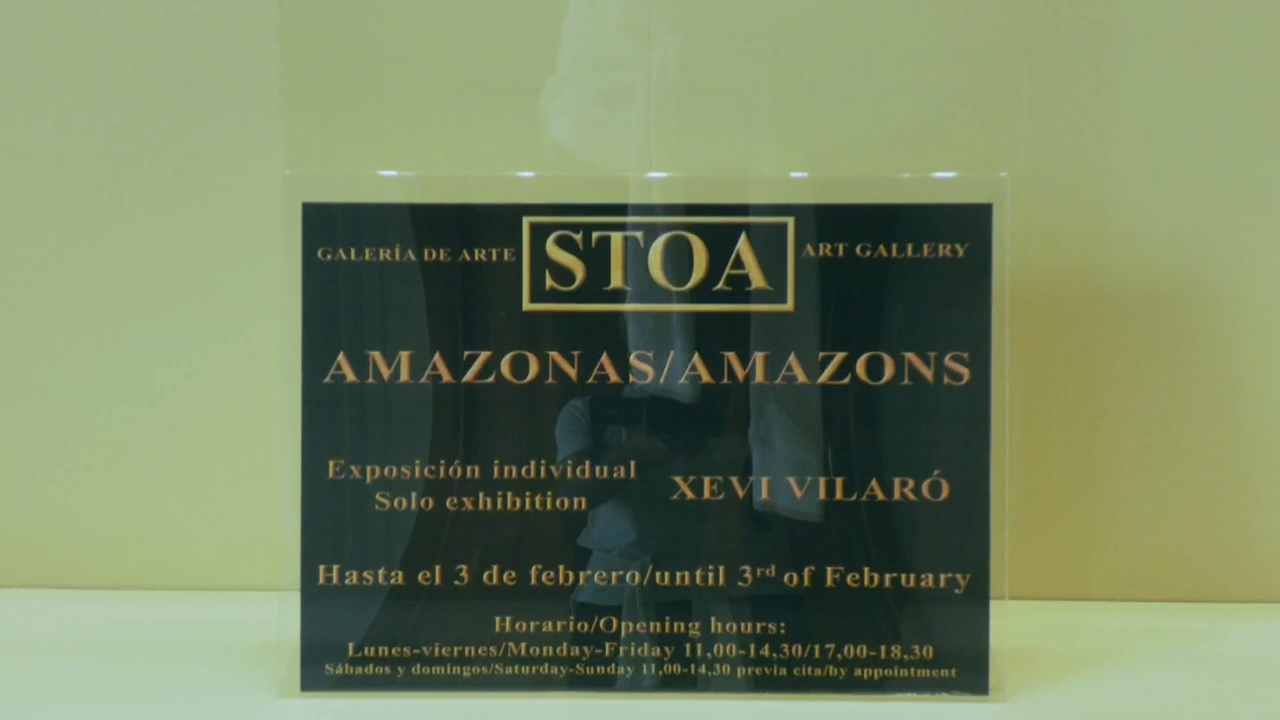 GALERÍA DE ARTE STOA ART GALLERY
AMAZONAS/AMAZONS
Exposición individual
Solo exhibition
XEVI VILARÓ
Hasta el 3 de febrero/until 3rd of February
Horario/Opening hours:
Lunes-viernes/Monday-Friday 11,00-14,30/17,00-18,30
Sábados y domingos/Saturday-Sunday 11,00-14,30 previa cita/by appointment